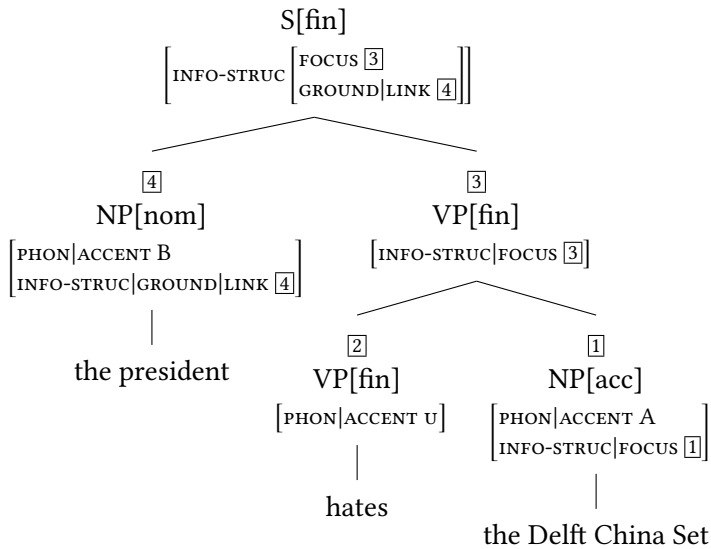 S[fin]
[INFO-STRUC [FOCUS 3
GROUND|LINK 4]]
4 3
NP[nom] VP[fin]
[PHON|ACCENT B
INFO-STRUC|GROUND|LINK 4] [INFO-STRUC|FOCUS 3]
the president
2 1
VP[fin] NP[acc]
[PHON|ACCENT U] [PHON|ACCENT A
INFO-STRUC|FOCUS 1]
hates
the Delft China Set